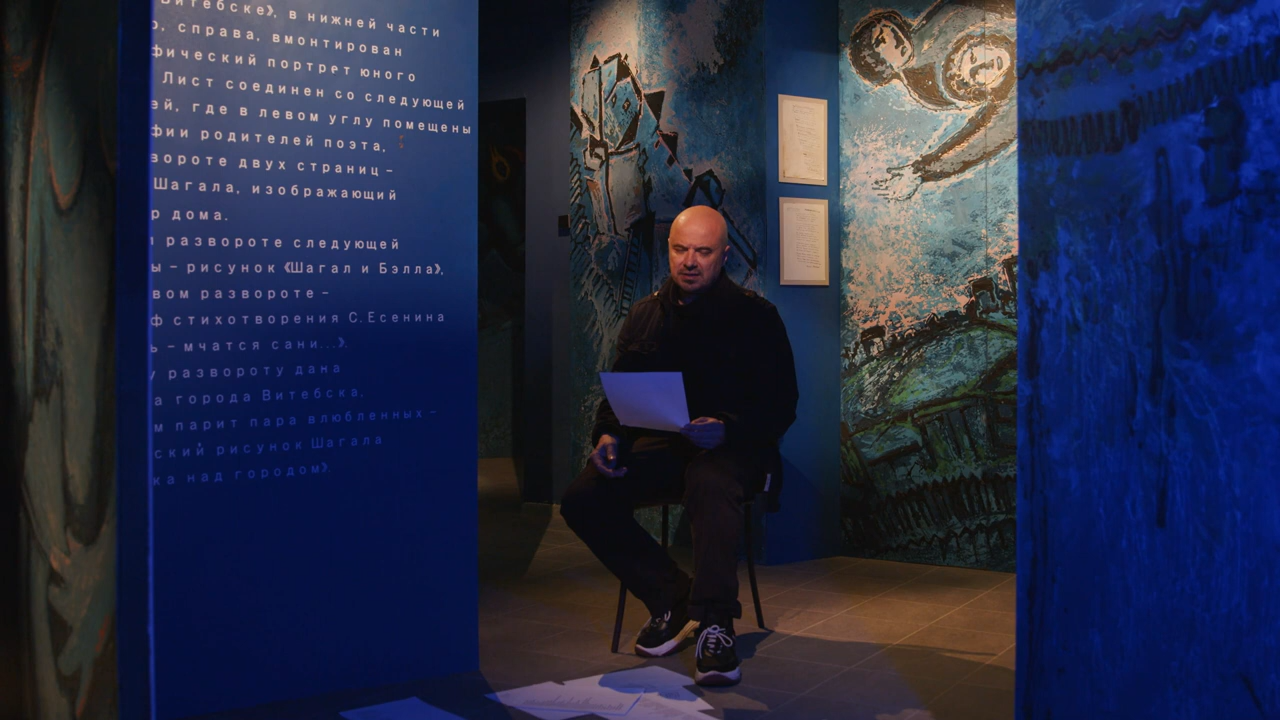 Витебске», в нижней части
справа, вмонтирован
фический портрет юного
Лист соединен со следующей
ей, где в левом углу помещены
фии родителей поэта,
вороте двух страниц –
Шагала, изображающий
р дома.
развороте следующей
ы – рисунок «Шагал и Бэлла»,
вом развороте –
ф стихотворения С.Есенина
ь – мчатся сани...».
у развороту дана
а города Витебска,
м парит пара влюбленных –
ский рисунок Шагала
ка над городом».